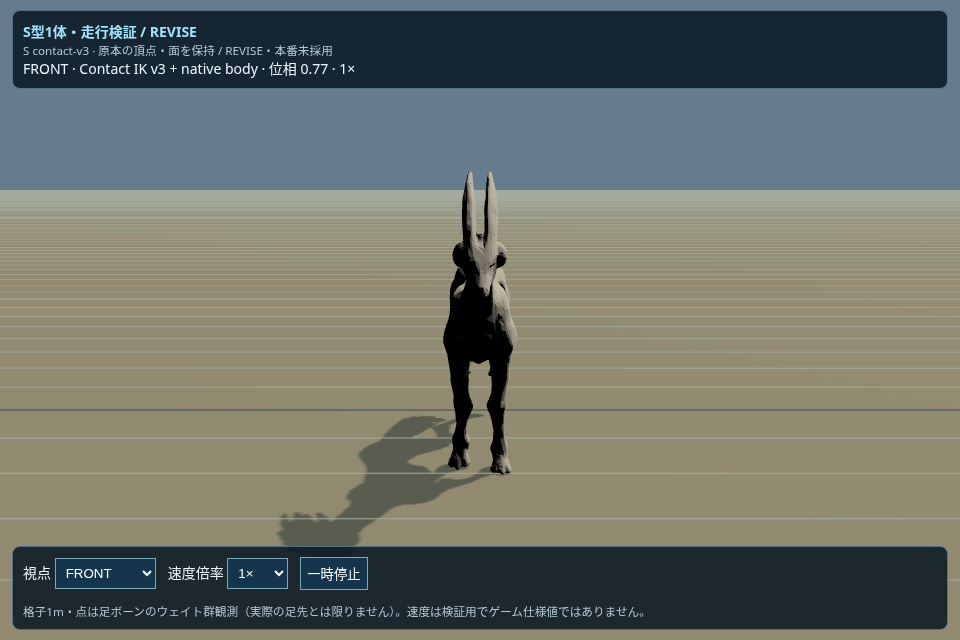 S型1体・走行検証 / REVISE
S contact-v3 · 原本の頂点・面を保持 / REVISE・本番未採用
FRONT · Contact IK v3 + native body · 位相 0.77 · 1×
視点 FRONT 速度倍率 1× 一時停止
格子1m・点は足ボーンのウェイト群観測（実際の足先とは限りません）。速度は検証用でゲーム仕様値ではありません。